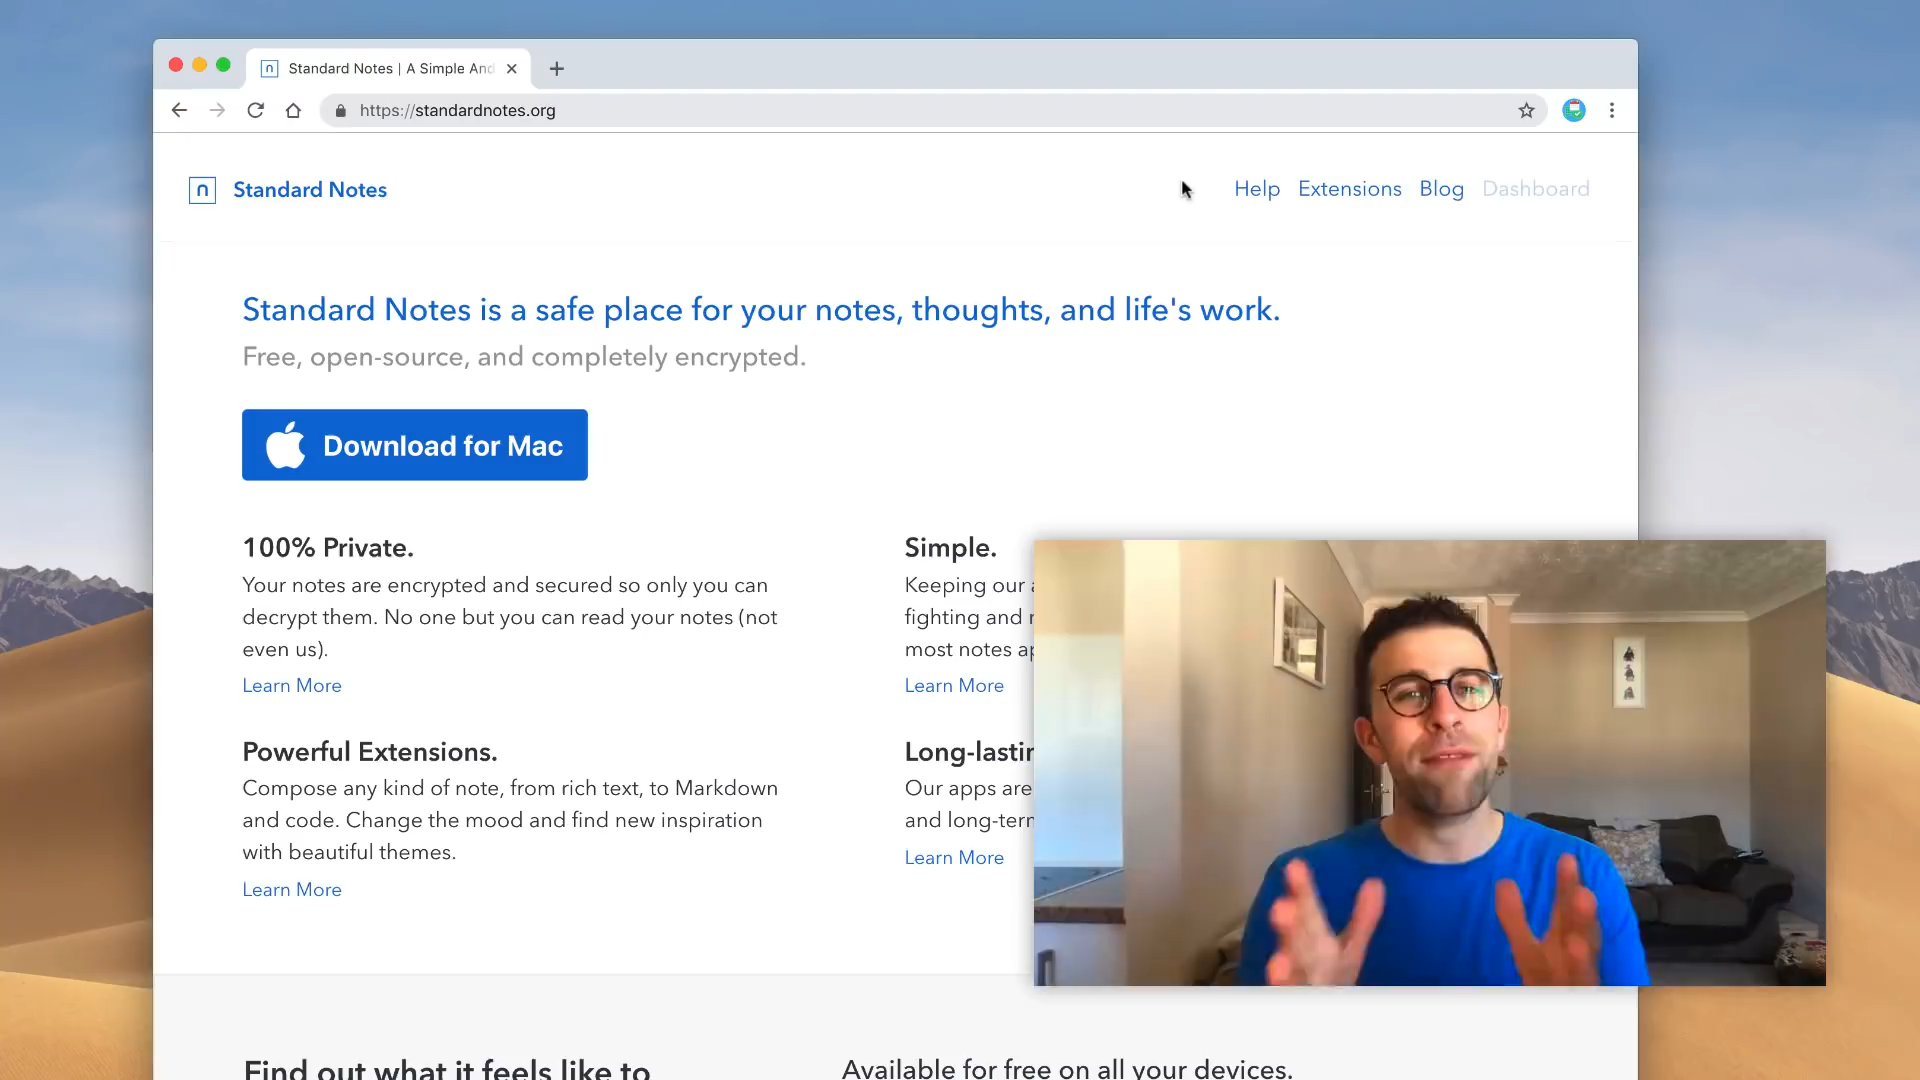 Standard Notes | A Simple And
https://standardnotes.org
n Standard Notes
Help Extensions Blog Dashboard
Standard Notes is a safe place for your notes, thoughts, and life's work.
Free, open-source, and completely encrypted.
Download for Mac
100% Private.
Your notes are encrypted and secured so only you can
decrypt them. No one but you can read your notes (not
even us).
Learn More
Simple.
Keeping our
fighting and
most notes
Learn More
Powerful Extensions.
Compose any kind of note, from rich text, to Markdown
and code. Change the mood and find new inspiration
with beautiful themes.
Learn More
Our apps are
Learn More
Find out what it feels like to
Available for free on all your devices.